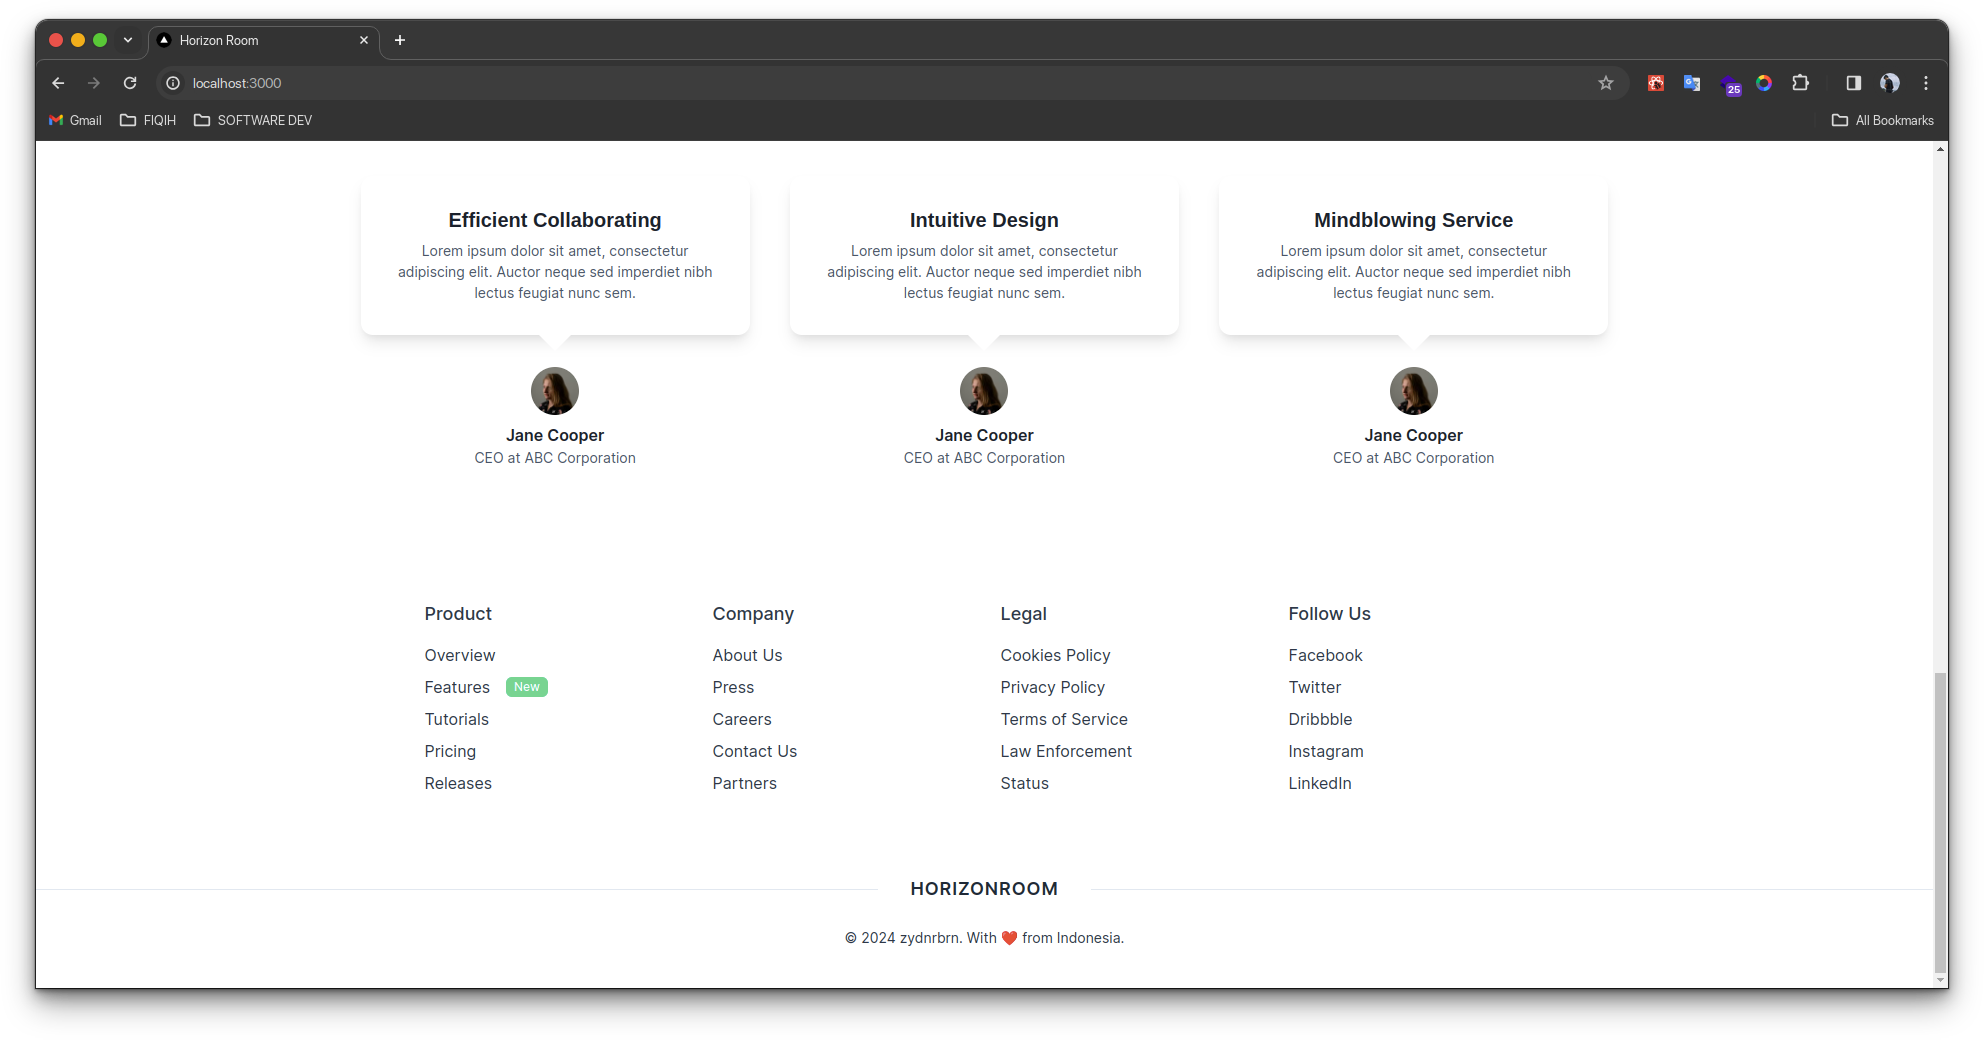 Horizon Room
localhost:3000
25
Gmail
FIQIH
SOFTWARE DEV
All Bookmarks
Efficient Collaborating
Lorem ipsum dolor sit amet, consectetur
adipiscing elit. Auctor neque sed imperdiet nibh
lectus feugiat nunc sem.
Jane Cooper
CEO at ABC Corporation
Intuitive Design
Lorem ipsum dolor sit amet, consectetur
adipiscing elit. Auctor neque sed imperdiet nibh
lectus feugiat nunc sem.
Jane Cooper
CEO at ABC Corporation
Mindblowing Service
Lorem ipsum dolor sit amet, consectetur
adipiscing elit. Auctor neque sed imperdiet nibh
lectus feugiat nunc sem.
Jane Cooper
CEO at ABC Corporation
Product
Overview
Features New
Tutorials
Pricing
Releases
Company
About Us
Press
Careers
Contact Us
Partners
Legal
Cookies Policy
Privacy Policy
Terms of Service
Law Enforcement
Status
Follow Us
Facebook
Twitter
Dribbble
Instagram
LinkedIn
HORIZONROOM
© 2024 zydnrbrn. With ❤️ from Indonesia.